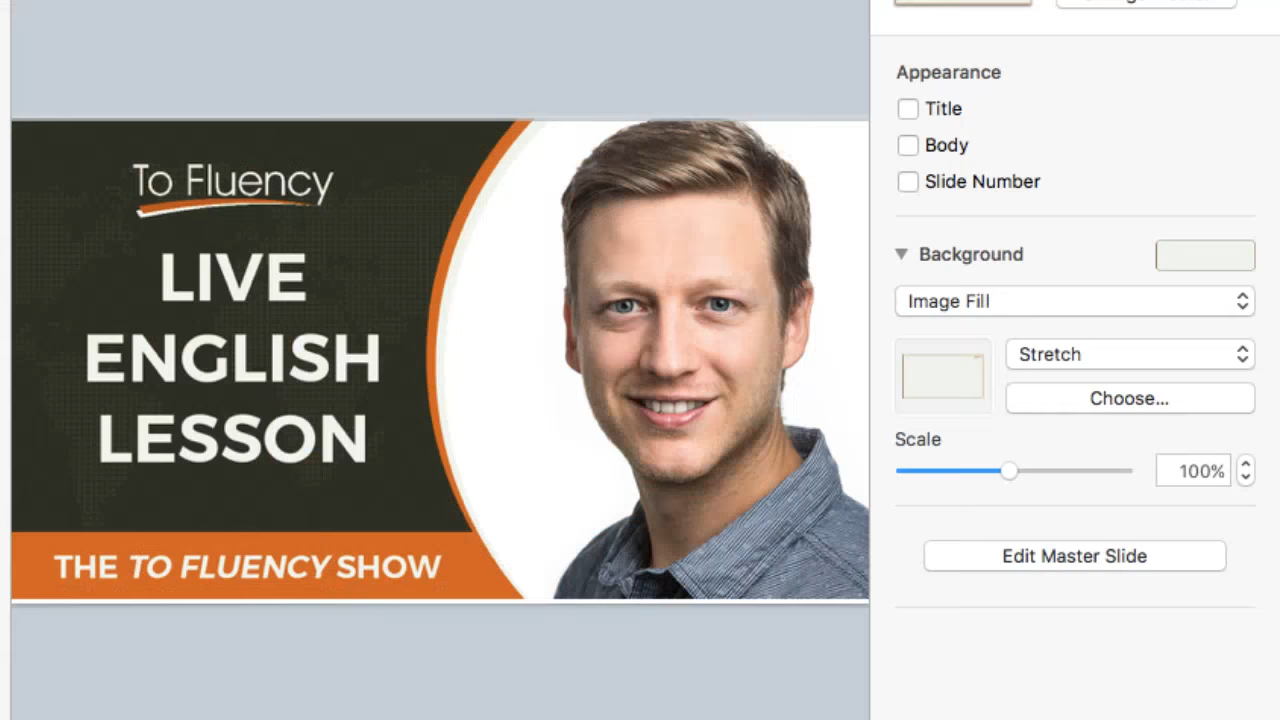 To Fluency
LIVE
ENGLISH
LESSON
THE TO FLUENCY SHOW
Appearance
Title
Body
Slide Number
Background
Image Fill
Stretch
Choose...
Scale
100%
Edit Master Slide